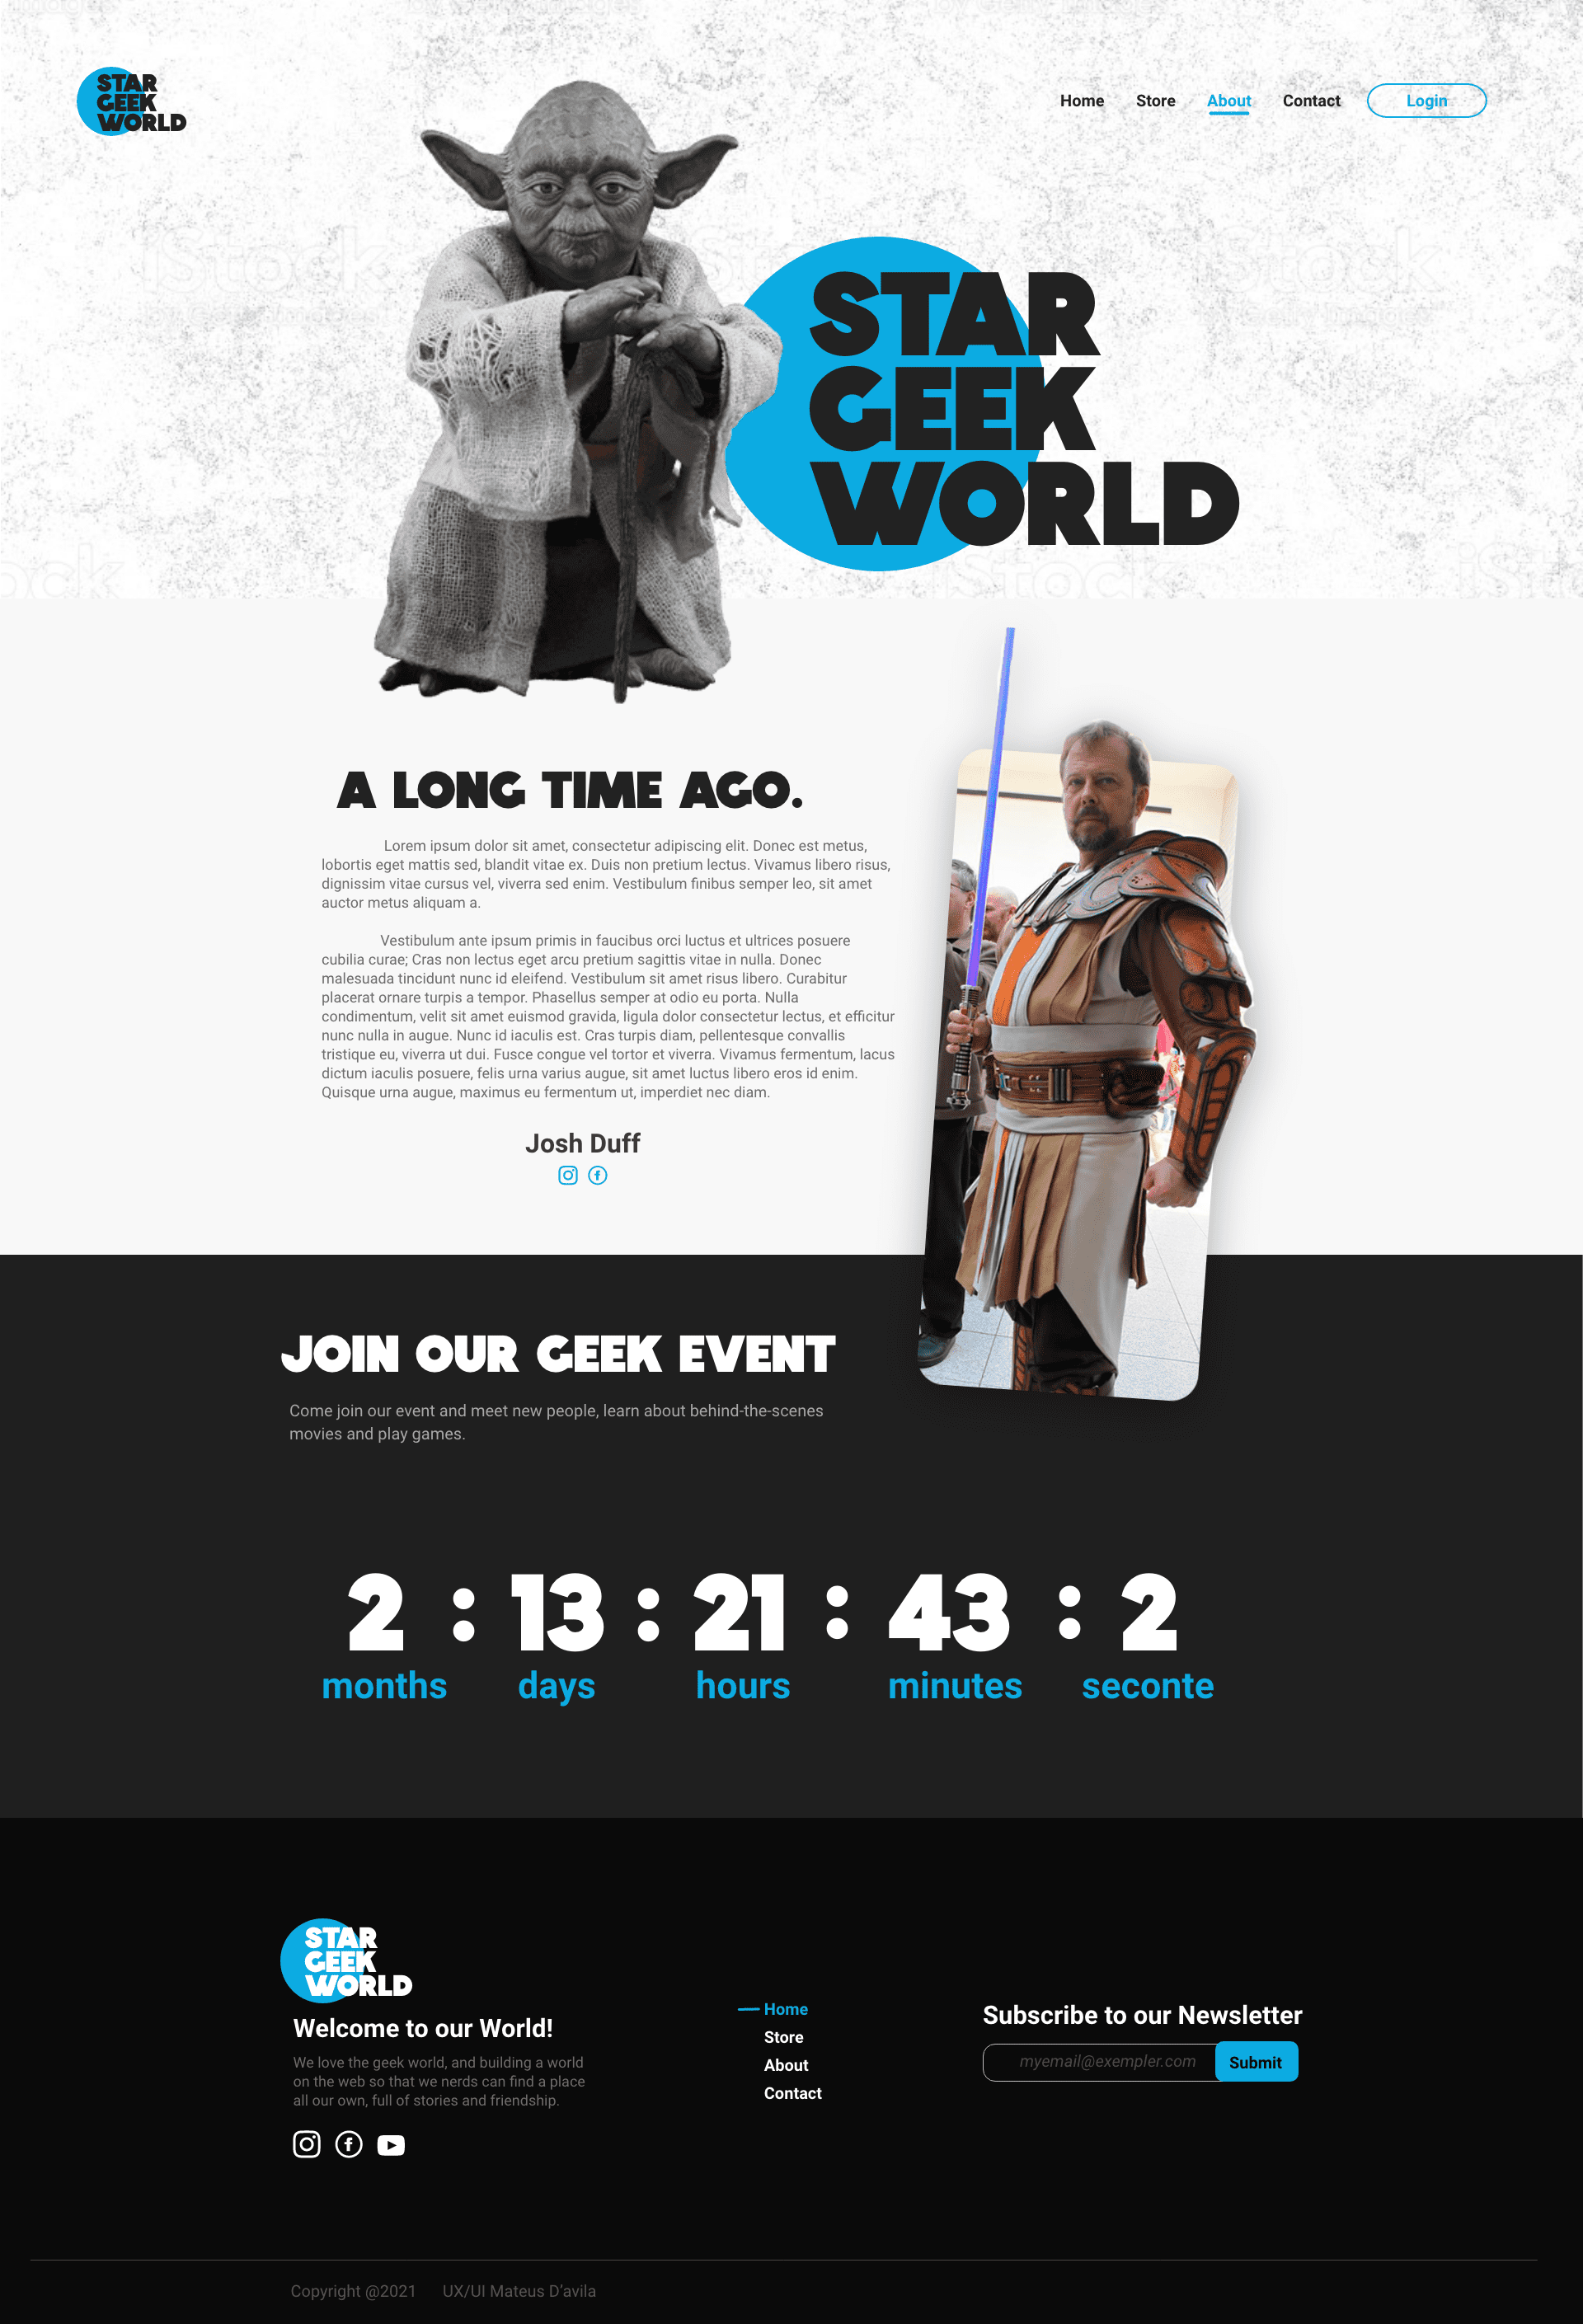 STAR
GEEK
WORLD
Home Store About Contact Login
STAR
GEEK
WORLD
iStock
iStock
A LONG TIME AGO.
Lorem ipsum dolor sit amet, consectetur adipiscing elit. Donec est metus,
lobortis eget mattis sed, blandit vitae ex. Duis non pretium lectus. Vivamus libero risus,
dignissim vitae cursus vel, viverra sed enim. Vestibulum finibus semper leo, sit amet
auctor metus aliquam a.
Vestibulum ante ipsum primis in faucibus orci luctus et ultrices posuere
cubilia curae; Cras non lectus eget arcu pretium sagittis vitae in nulla. Donec
malesuada tincidunt nunc id eleifend. Vestibulum sit amet risus libero. Curabitur
placerat ornare turpis a tempor. Phasellus semper at odio eu porta. Nulla
condimentum, velit sit amet euismod gravida, ligula dolor consectetur lectus, et efficitur
nunc nulla in augue. Nunc id iaculis est. Cras turpis diam, pellentesque convallis
tristique eu, viverra ut dui. Fusce congue vel tortor et viverra. Vivamus fermentum, lacus
dictum iaculis posuere, felis urna varius augue, sit amet luctus libero eros id enim.
Quisque urna augue, maximus eu fermentum ut, imperdiet nec diam.
Josh Duff
JOIN OUR GEEK EVENT
Come join our event and meet new people, learn about behind-the-scenes
movies and play games.
2 : 13 : 21 : 43 : 2
months days hours minutes seconte
STAR
GEEK
WORLD
Welcome to our World!
We love the geek world, and building a world
on the web so that we nerds can find a place
all our own, full of stories and friendship.
Home
Store
About
Contact
Subscribe to our Newsletter
myemail@exempler.com Submit
Copyright @2021 UX/UI Mateus D'avila